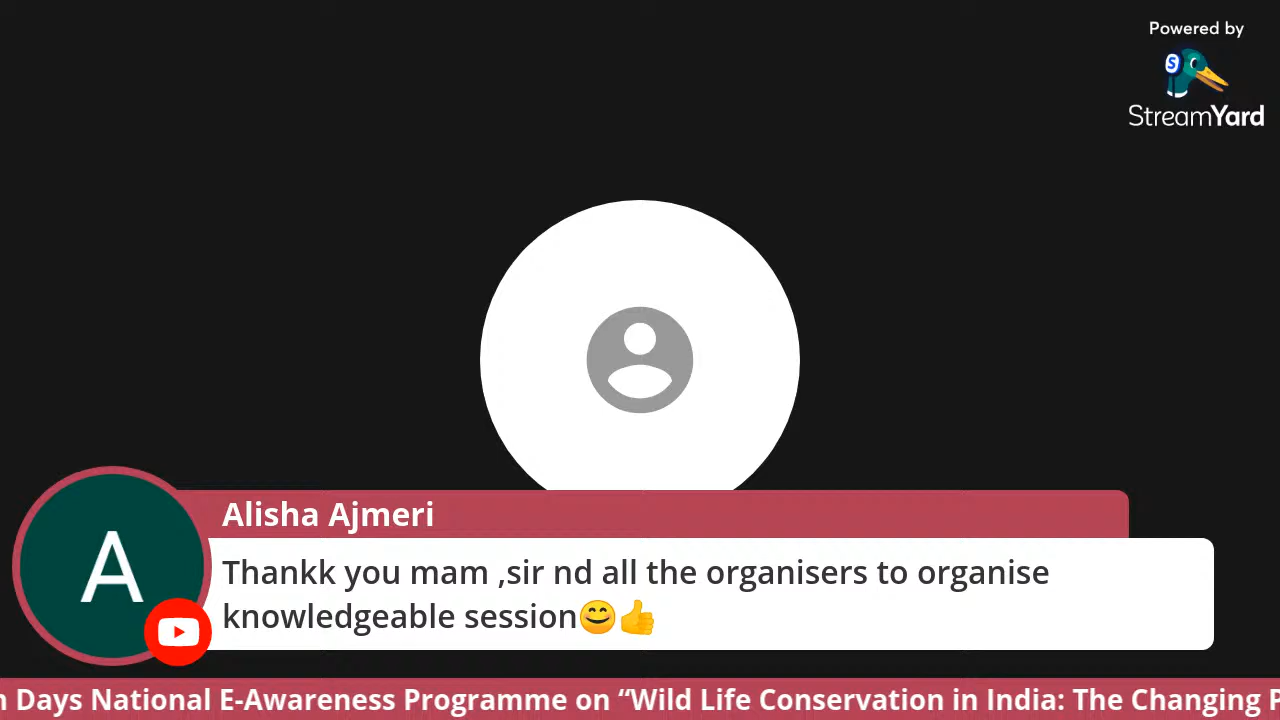 Powered by
S
StreamYard
Alisha Ajmeri
A
Thankk you mam ,sir nd all the organisers to organise
knowledgeable session😊👍
Days National E-Awareness Programme on “Wild Life Conservation in India: The Changing